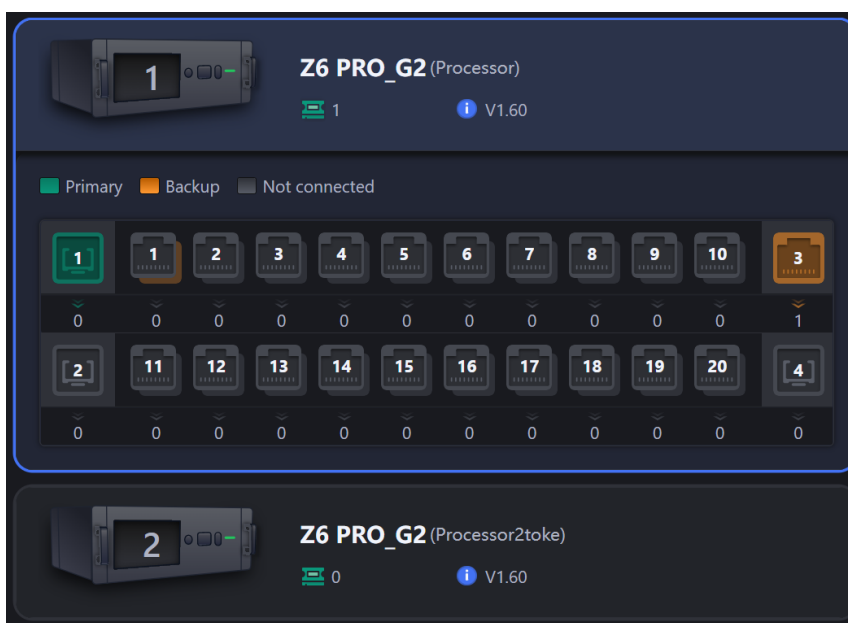 1
Z6 PRO_G2 (Processor)
1 i V1.60
Primary Backup Not connected
1 1 2 3 4 5 6 7 8 9 10 3
0 0 0 0 0 0 0 0 0 0 0 1
2 11 12 13 14 15 16 17 18 19 20 4
0 0 0 0 0 0 0 0 0 0 0 0
2
Z6 PRO_G2 (Processor2toke)
0 i V1.60